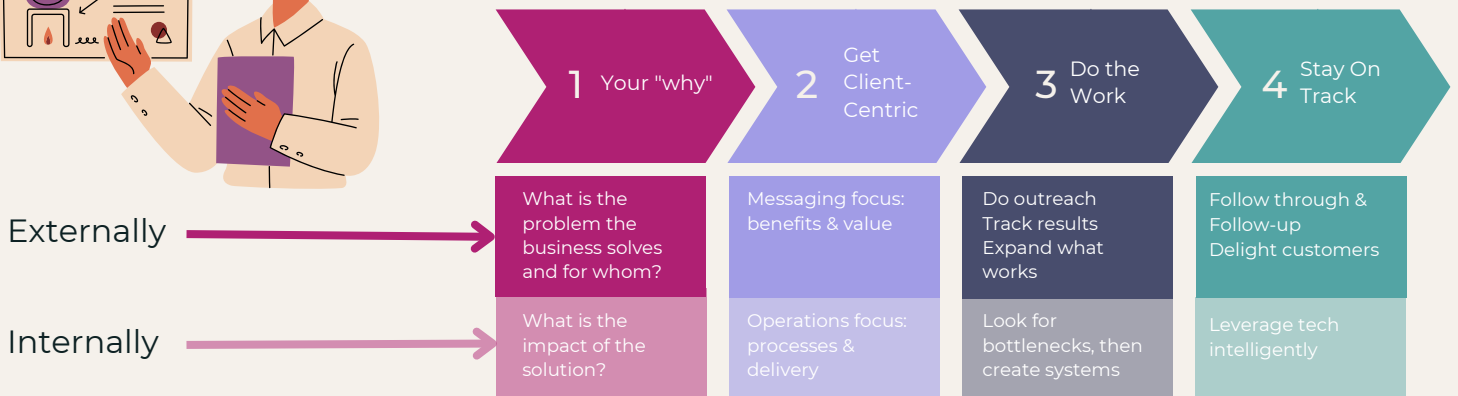 1 Your "why"
2 Get
Client-
Centric
3 Do the
Work
4 Stay On
Track
Externally
What is the
problem the
business solves
and for whom?
Messaging focus:
benefits & value
Do outreach
Track results
Expand what
works
Follow through &
Follow-up
Delight customers
Internally
What is the
impact of the
solution?
Operations focus:
processes &
delivery
Look for
bottlenecks, then
create systems
Leverage tech
intelligently